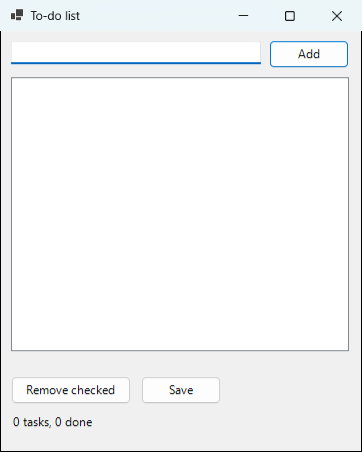 To-do list
Add
Remove checked
Save
0 tasks, 0 done